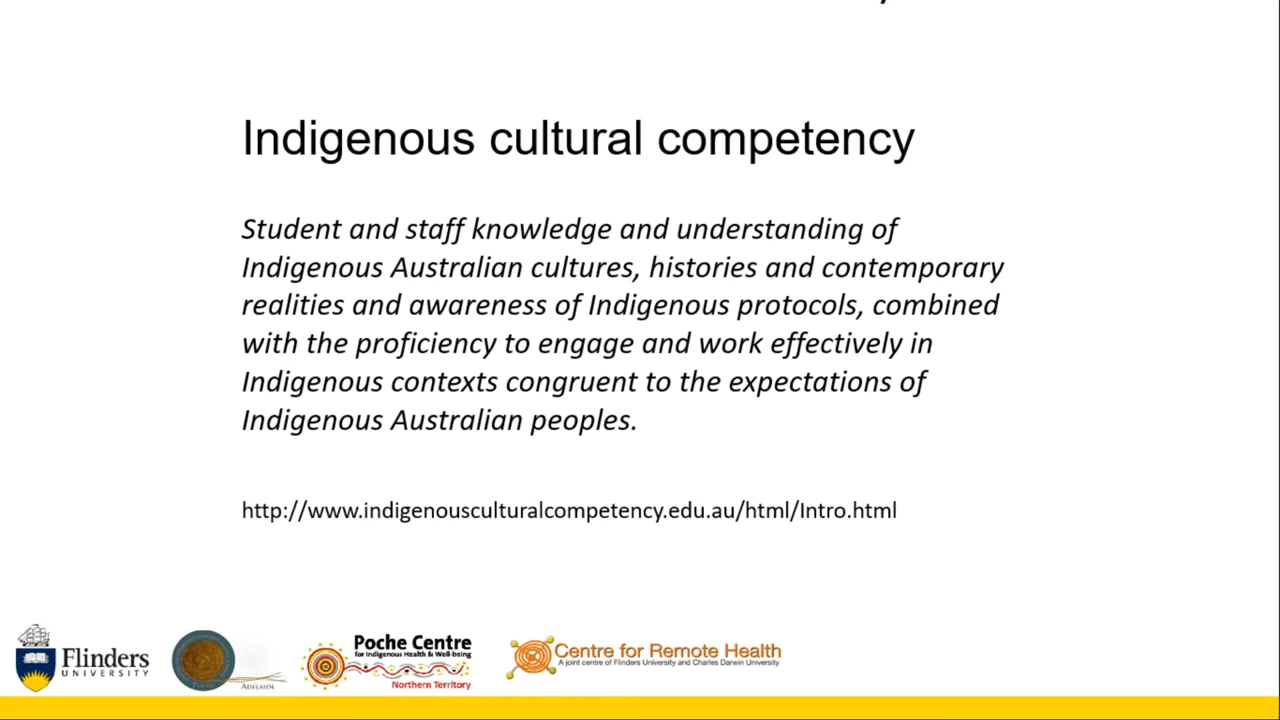 Indigenous cultural competency
Student and staff knowledge and understanding of
Indigenous Australian cultures, histories and contemporary
realities and awareness of Indigenous protocols, combined
with the proficiency to engage and work effectively in
Indigenous contexts congruent to the expectations of
Indigenous Australian peoples.
http://www.indigenousculturalcompetency.edu.au/html/Intro.html
Flinders
UNIVERSITY
ADELAIDE
Poche Centre
for Indigenous Health & Well-being
Northern Territory
Centre for Remote Health
A joint centre of Flinders University and Charles Darwin University